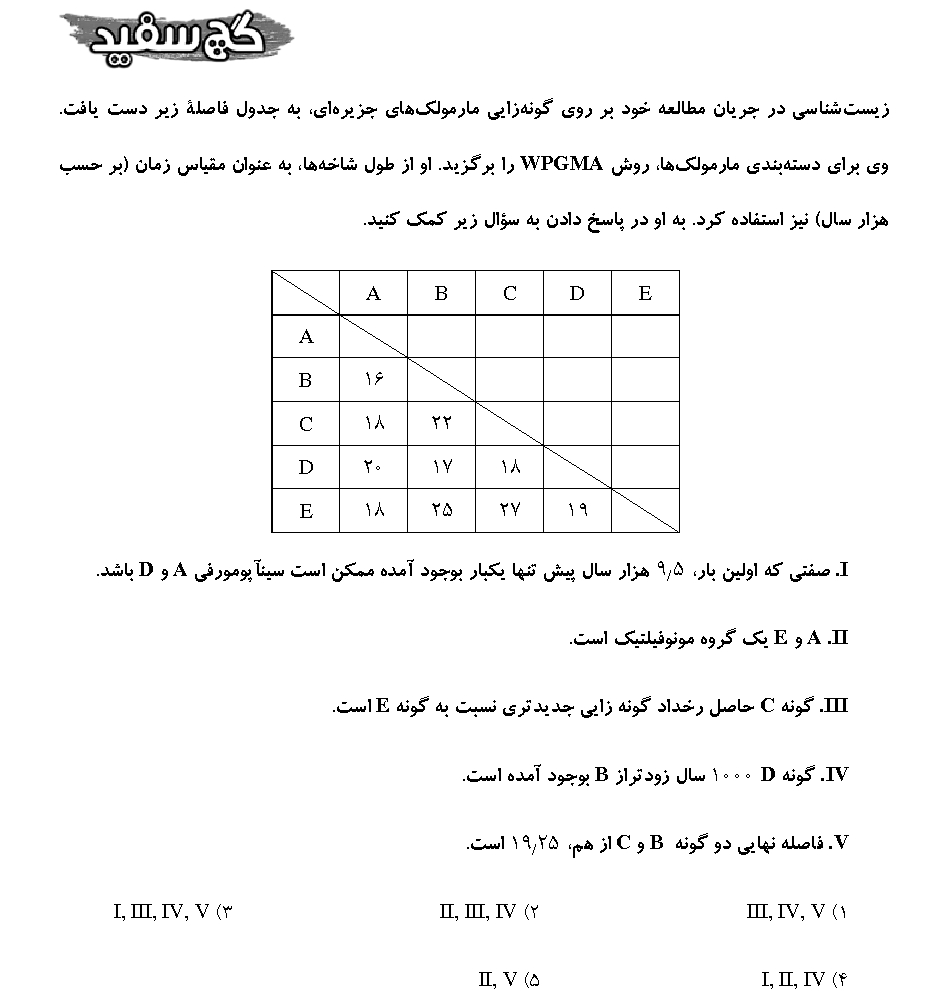 گچ سفید
زیست‌شناسی در جریان مطالعه خود بر روی گونه‌زایی مارمولک‌های جزیره‌ای، به جدول فاصلهٔ زیر دست یافت.
وی برای دسته‌بندی مارمولک‌ها، روش WPGMA را برگزید. او از طول شاخه‌ها، به عنوان مقیاس زمان (بر حسب
هزار سال) نیز استفاده کرد. به او در پاسخ دادن به سؤال زیر کمک کنید.
A B C D E
A
B ۱۶
C ۱۸ ۲۲
D ۲۰ ۱۷ ۱۸
E ۱۸ ۲۵ ۲۷ ۱۹
I. صفتی که اولین بار، ۹٫۵ هزار سال پیش تنها یکبار بوجود آمده ممکن است سینآپومورفی A و D باشد.
II. A و E یک گروه مونوفیلتیک است.
III. گونه C حاصل رخداد گونه زایی جدیدتری نسبت به گونه E است.
IV. گونه D ۱۰۰۰ سال زودتراز B بوجود آمده است.
V. فاصله نهایی دو گونه B و C از هم، ۱۹٫۲۵ است.
۱) III, IV, V ۲) II, III, IV ۳) I, III, IV, V
۴) I, II, IV ۵) II, V